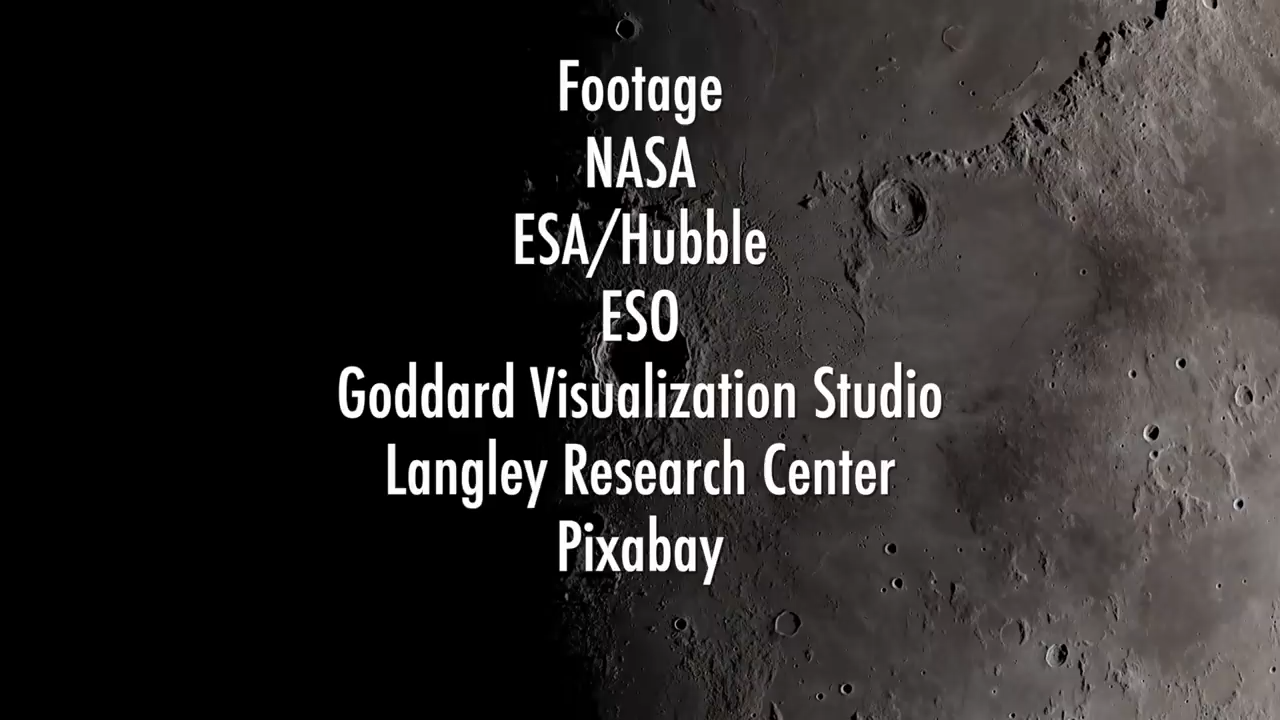 Footage
NASA
ESA/Hubble
ESO
Goddard Visualization Studio
Langley Research Center
Pixabay